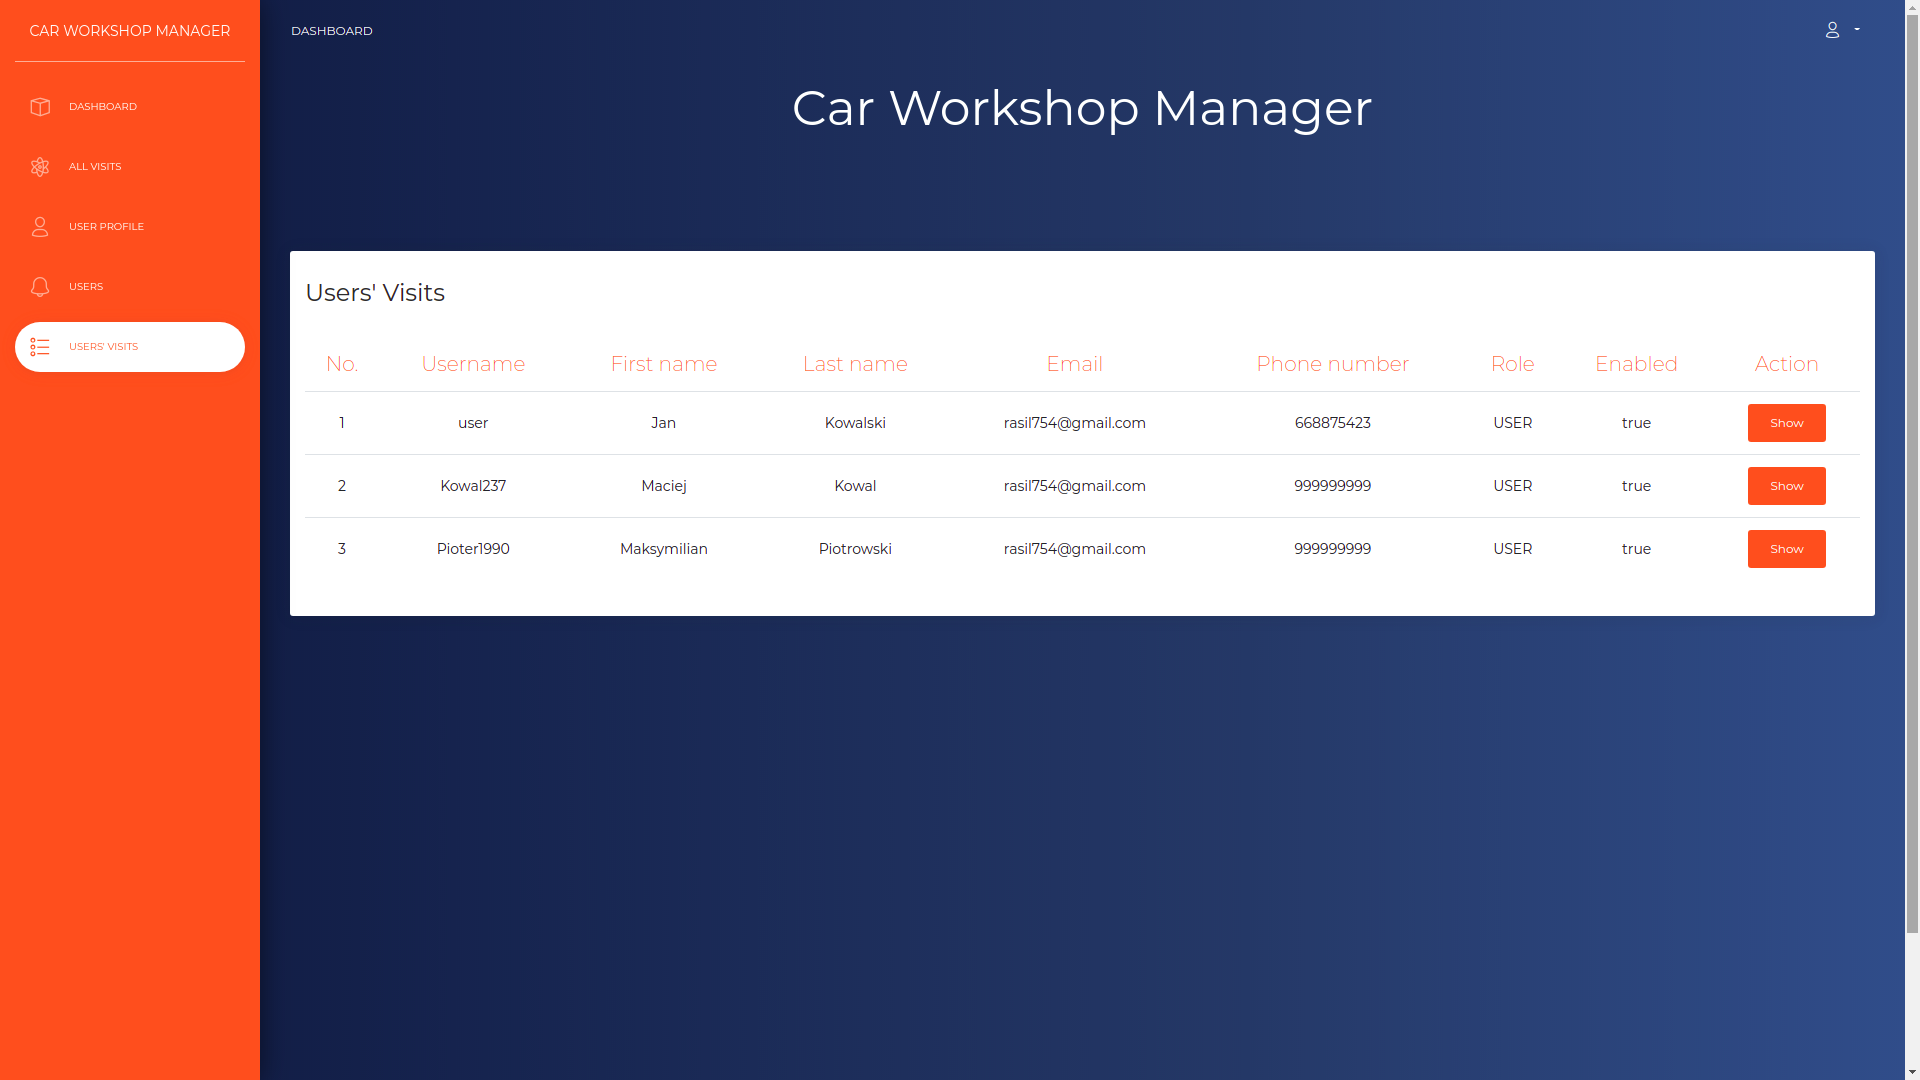 CAR WORKSHOP MANAGER
DASHBOARD
ALL VISITS
USER PROFILE
USERS
USERS' VISITS
DASHBOARD
Car Workshop Manager
Users' Visits
No. Username First name Last name Email Phone number Role Enabled Action
1 user Jan Kowalski rasil754@gmail.com 668875423 USER true Show
2 Kowal237 Maciej Kowal rasil754@gmail.com 999999999 USER true Show
3 Pioter1990 Maksymilian Piotrowski rasil754@gmail.com 999999999 USER true Show